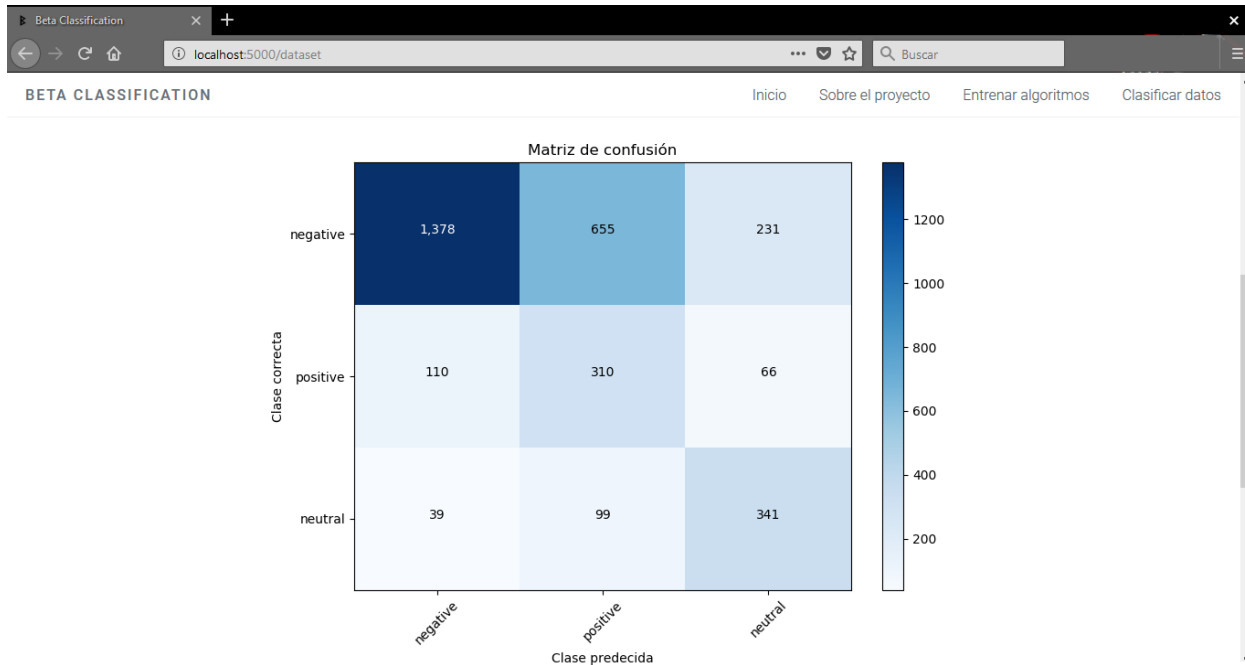 Beta Classification
localhost:5000/dataset
Buscar
BETA CLASSIFICATION
Inicio Sobre el proyecto Entrenar algoritmos Clasificar datos
Matriz de confusión
negative 1,378 655 231
positive 110 310 66
neutral 39 99 341
Clase correcta
negative positive neutral
Clase predecida
1200
1000
800
600
400
200